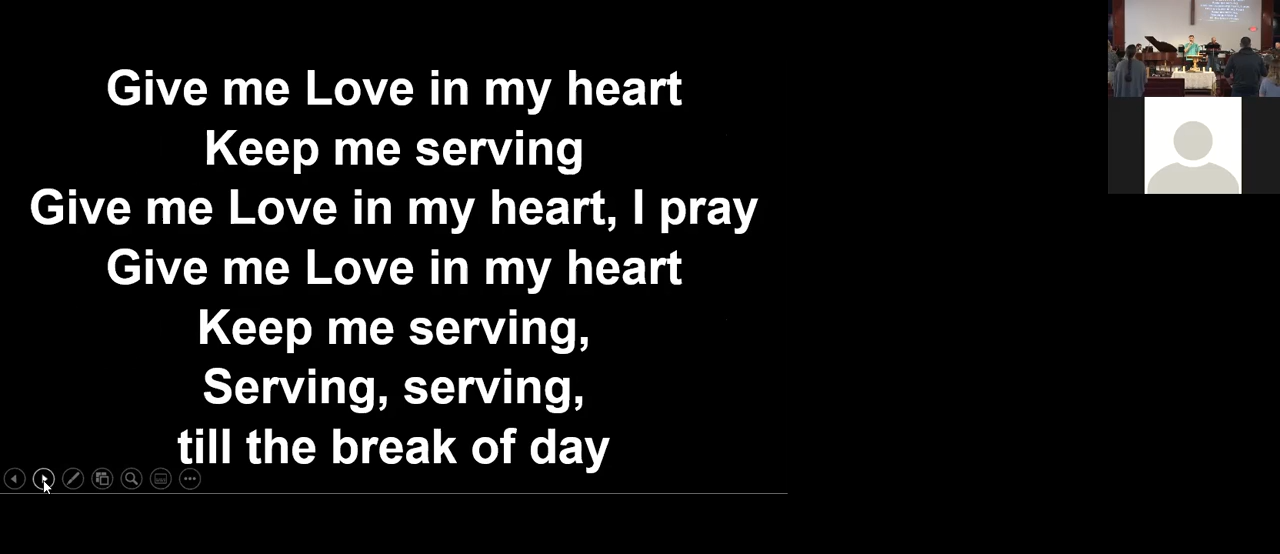 Give me Love in my heart
Keep me serving
Give me Love in my heart, I pray
Give me Love in my heart
Keep me serving,
Serving, serving,
till the break of day